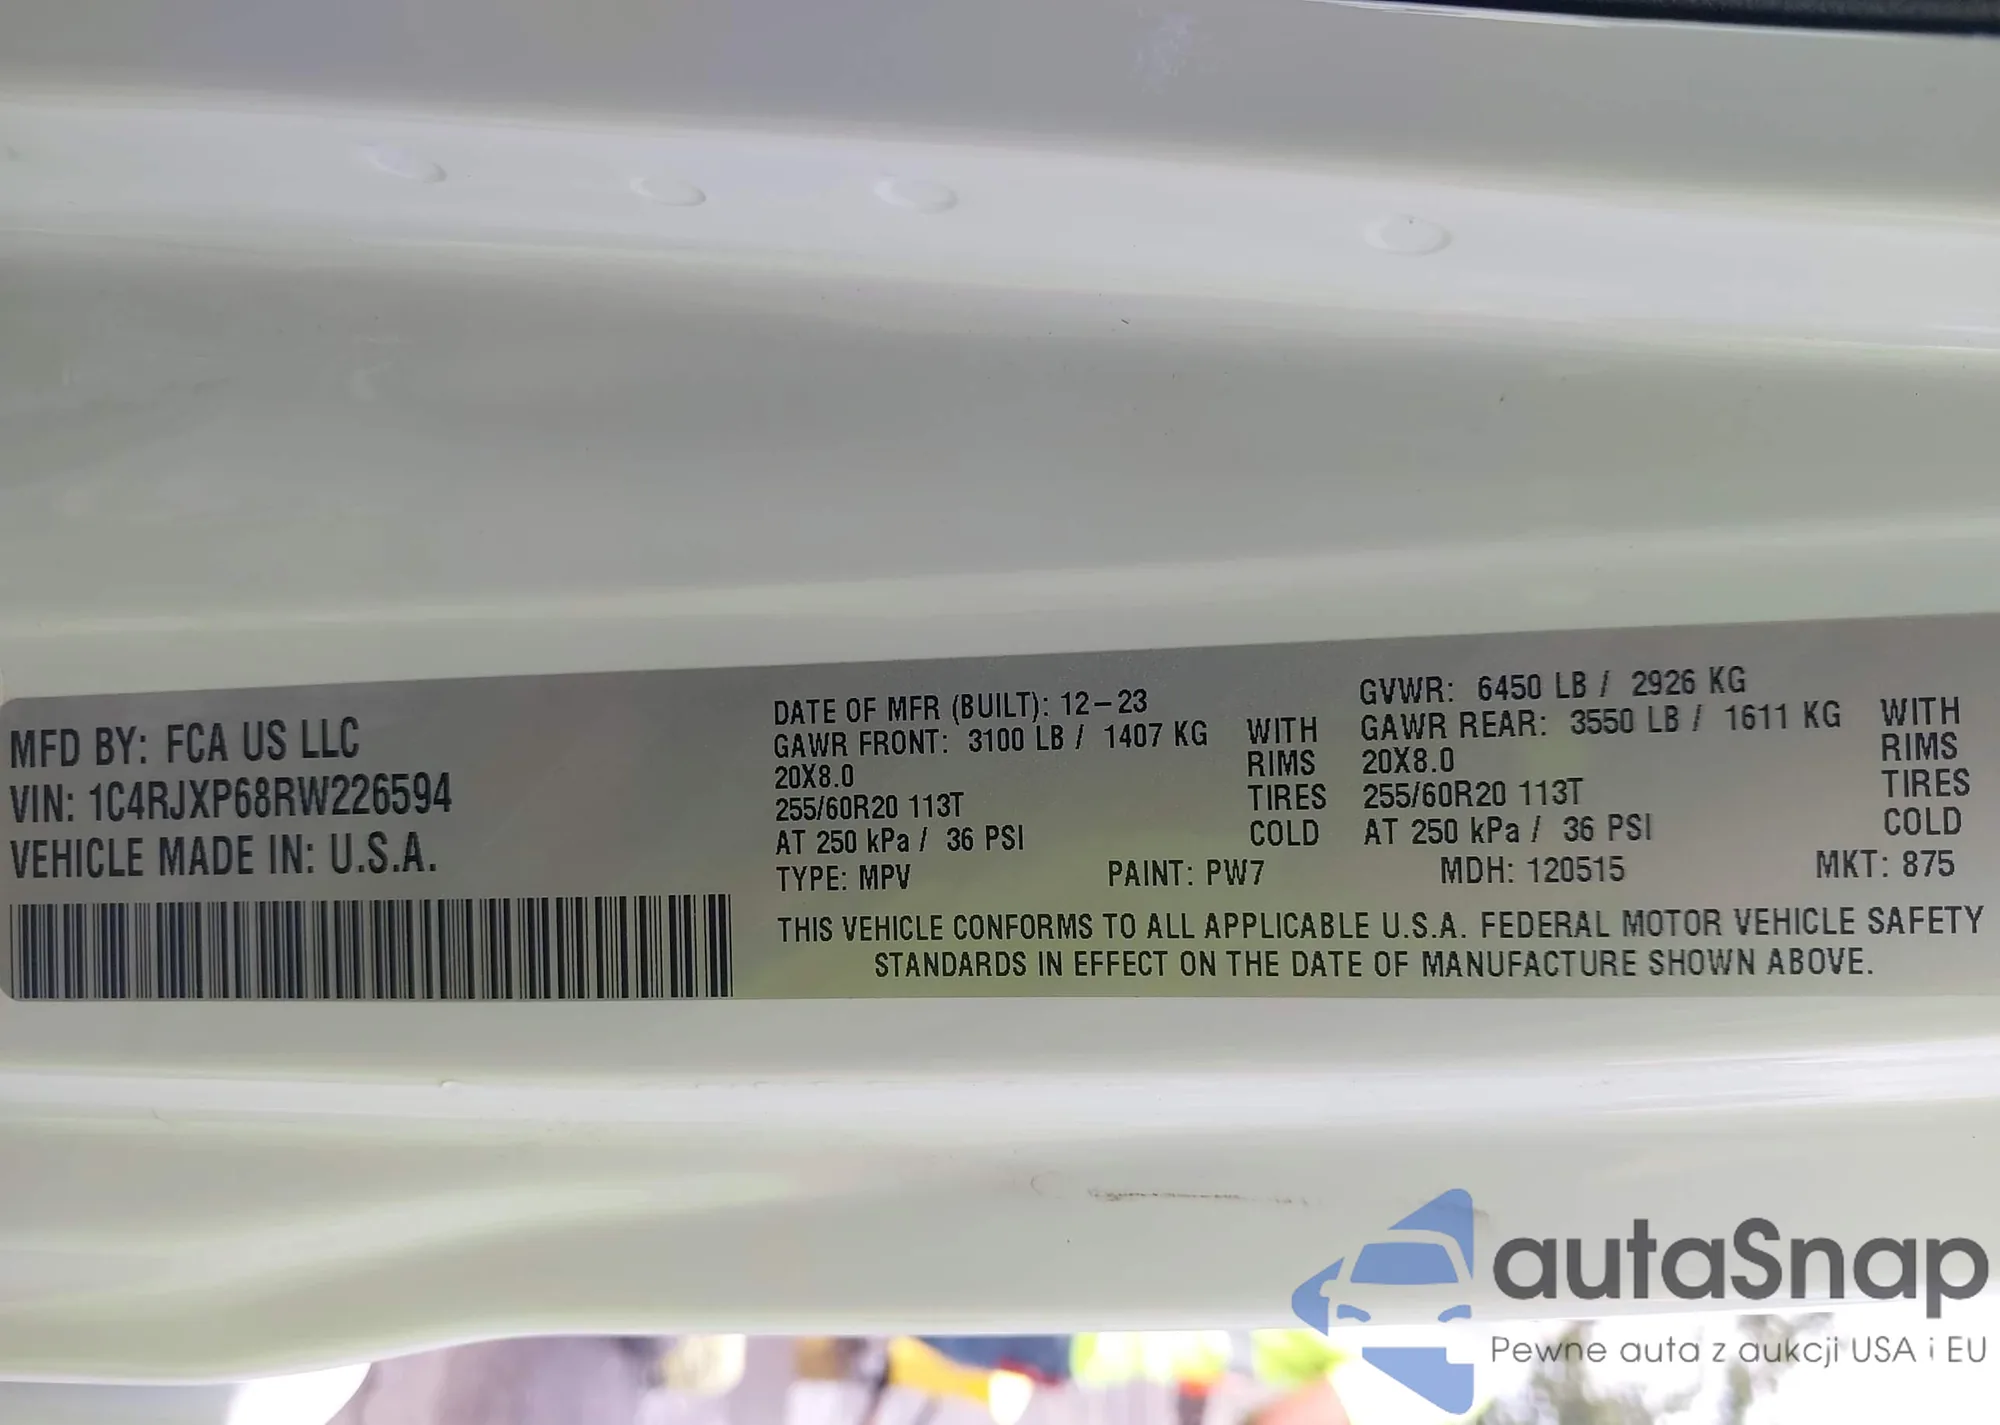 MFD BY: FCA US LLC
VIN: 1C4RJXP68RW226594
VEHICLE MADE IN: U.S.A.
DATE OF MFR (BUILT): 12-23
GAWR FRONT: 3100 LB / 1407 KG WITH
20X8.0 RIMS
255/60R20 113T TIRES
AT 250 kPa / 36 PSI COLD
GVWR: 6450 LB / 2926 KG
GAWR REAR: 3550 LB / 1611 KG WITH
20X8.0 RIMS
255/60R20 113T TIRES
AT 250 kPa / 36 PSI COLD
TYPE: MPV PAINT: PW7 MDH: 120515 MKT: 875
THIS VEHICLE CONFORMS TO ALL APPLICABLE U.S.A. FEDERAL MOTOR VEHICLE SAFETY
STANDARDS IN EFFECT ON THE DATE OF MANUFACTURE SHOWN ABOVE.
autaSnap
Pewne auta z aukcji USA i EU